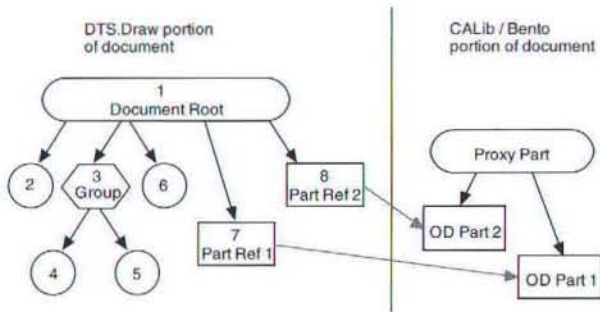 DTS.Draw portion
of document
CALib / Bento
portion of document
1
Document Root
Proxy Part
2
3
Group
6
8
Part Ref 2
7
Part Ref 1
OD Part 2
4
5
OD Part 1